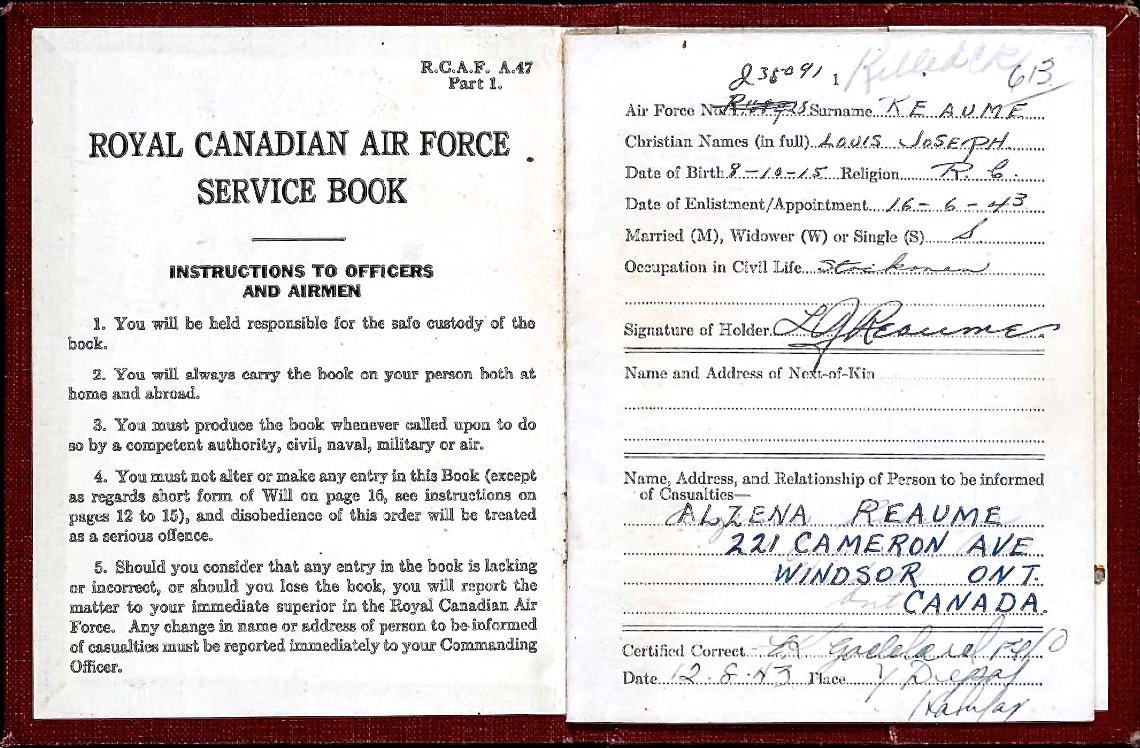 R.C.A.F. A.47
Part 1.
ROYAL CANADIAN AIR FORCE
SERVICE BOOK
INSTRUCTIONS TO OFFICERS
AND AIRMEN
1. You will be held responsible for the safe custody of the
book.
2. You will always carry the book on your person both at
home and abroad.
3. You must produce the book whenever called upon to do
so by a competent authority, civil, naval, military or air.
4. You must not alter or make any entry in this Book (except
as regards short form of Will on page 16, see instructions on
pages 12 to 15), and disobedience of this order will be treated
as a serious offence.
5. Should you consider that any entry in the book is lacking
or incorrect, or should you lose the book, you will report the
matter to your immediate superior in the Royal Canadian Air
Force. Any change in name or address of person to be informed
of casualties must be reported immediately to your Commanding
Officer.
Killed
613
J38091 1
Air Force No. Surname REAUME
Christian Names (in full) LOUIS JOSEPH
Date of Birth 8-10-15 Religion R.C.
Date of Enlistment/Appointment 16-6-43
Married (M), Widower (W) or Single (S) S
Occupation in Civil Life
Signature of Holder. LJ Reaume
Name and Address of Next-of-Kin
Name, Address, and Relationship of Person to be informed
of Casualties—
ALZENA REAUME
221 CAMERON AVE
WINDSOR ONT.
CANADA.
Certified Correct F/O
Date 12.8.43 Place Y Depot
Halifax